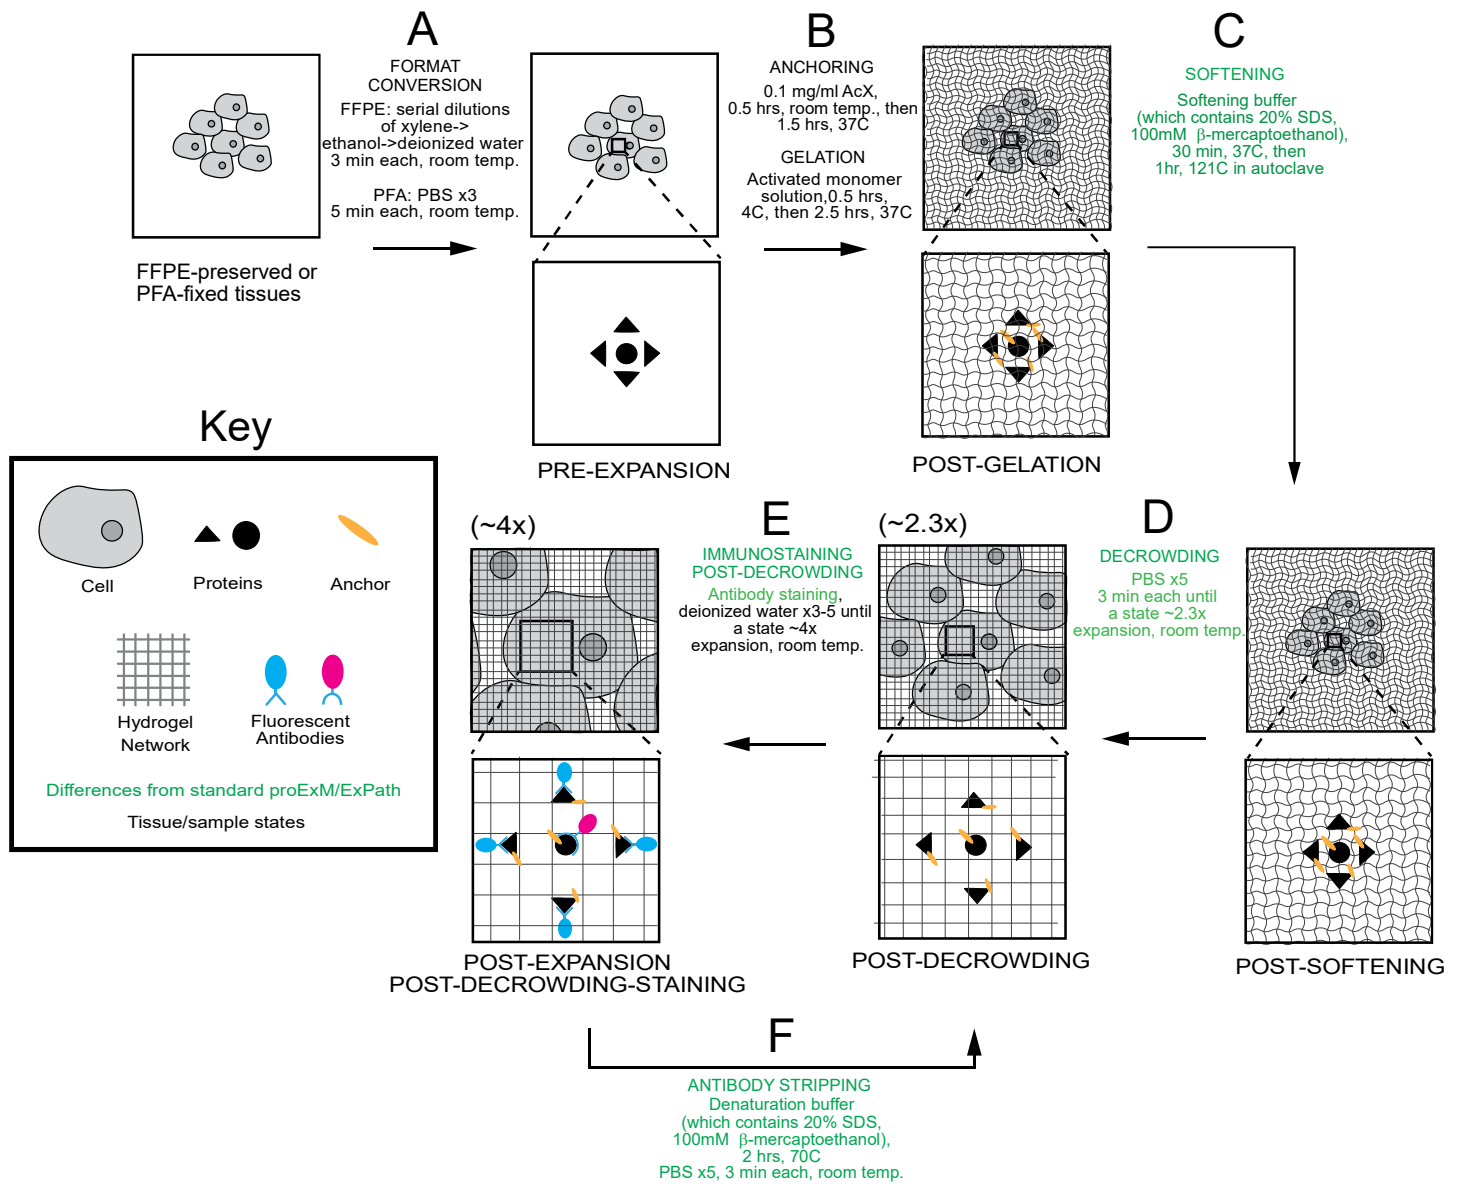 A
FORMAT
CONVERSION
FFPE: serial dilutions
of xylene->
ethanol->deionized water
3 min each, room temp.
PFA: PBS x3
5 min each, room temp.
FFPE-preserved or
PFA-fixed tissues
PRE-EXPANSION
B
ANCHORING
0.1 mg/ml AcX,
0.5 hrs, room temp., then
1.5 hrs, 37C
GELATION
Activated monomer
solution,0.5 hrs,
4C, then 2.5 hrs, 37C
POST-GELATION
C
SOFTENING
Softening buffer
(which contains 20% SDS,
100mM β-mercaptoethanol),
30 min, 37C, then
1hr, 121C in autoclave
Key
Cell
Proteins
Anchor
Hydrogel
Network
Fluorescent
Antibodies
Differences from standard proExM/ExPath
Tissue/sample states
D
DECROWDING
PBS x5
3 min each until
a state ~2.3x
expansion, room temp.
POST-SOFTENING
(~2.3x)
POST-DECROWDING
E
IMMUNOSTAINING
POST-DECROWDING
Antibody staining,
deionized water x3-5 until
a state ~4x
expansion, room temp.
(~4x)
POST-EXPANSION
POST-DECROWDING-STAINING
F
ANTIBODY STRIPPING
Denaturation buffer
(which contains 20% SDS,
100mM β-mercaptoethanol),
2 hrs, 70C
PBS x5, 3 min each, room temp.